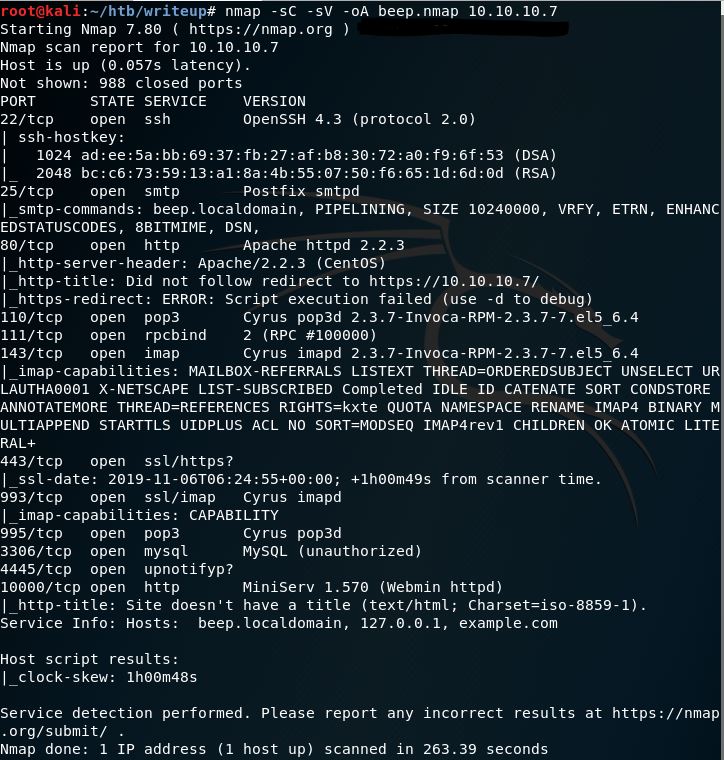 root@kali:~/htb/writeup# nmap -sC -sV -oA beep.nmap 10.10.10.7
Starting Nmap 7.80 ( https://nmap.org )
Nmap scan report for 10.10.10.7
Host is up (0.057s latency).
Not shown: 988 closed ports
PORT      STATE SERVICE    VERSION
22/tcp    open  ssh        OpenSSH 4.3 (protocol 2.0)
| ssh-hostkey:
|   1024 ad:ee:5a:bb:69:37:fb:27:af:b8:30:72:a0:f9:6f:53 (DSA)
|_  2048 bc:c6:73:59:13:a1:8a:4b:55:07:50:f6:65:1d:6d:0d (RSA)
25/tcp    open  smtp       Postfix smtpd
|_smtp-commands: beep.localdomain, PIPELINING, SIZE 10240000, VRFY, ETRN, ENHANC
EDSTATUSCODES, 8BITMIME, DSN,
80/tcp    open  http       Apache httpd 2.2.3
|_http-server-header: Apache/2.2.3 (CentOS)
|_http-title: Did not follow redirect to https://10.10.10.7/
|_https-redirect: ERROR: Script execution failed (use -d to debug)
110/tcp   open  pop3       Cyrus pop3d 2.3.7-Invoca-RPM-2.3.7-7.el5_6.4
111/tcp   open  rpcbind    2 (RPC #100000)
143/tcp   open  imap       Cyrus imapd 2.3.7-Invoca-RPM-2.3.7-7.el5_6.4
|_imap-capabilities: MAILBOX-REFERRALS LISTEXT THREAD=ORDEREDSUBJECT UNSELECT UR
LAUTHA0001 X-NETSCAPE LIST-SUBSCRIBED Completed IDLE ID CATENATE SORT CONDSTORE
ANNOTATEMORE THREAD=REFERENCES RIGHTS=kxte QUOTA NAMESPACE RENAME IMAP4 BINARY M
ULTIAPPEND STARTTLS UIDPLUS ACL NO SORT=MODSEQ IMAP4rev1 CHILDREN OK ATOMIC LITE
RAL+
443/tcp   open  ssl/https?
|_ssl-date: 2019-11-06T06:24:55+00:00; +1h00m49s from scanner time.
993/tcp   open  ssl/imap   Cyrus imapd
|_imap-capabilities: CAPABILITY
995/tcp   open  pop3       Cyrus pop3d
3306/tcp  open  mysql      MySQL (unauthorized)
4445/tcp  open  upnotifyp?
10000/tcp open  http       MiniServ 1.570 (Webmin httpd)
|_http-title: Site doesn't have a title (text/html; Charset=iso-8859-1).
Service Info: Hosts:  beep.localdomain, 127.0.0.1, example.com

Host script results:
|_clock-skew: 1h00m48s

Service detection performed. Please report any incorrect results at https://nmap
.org/submit/ .
Nmap done: 1 IP address (1 host up) scanned in 263.39 seconds